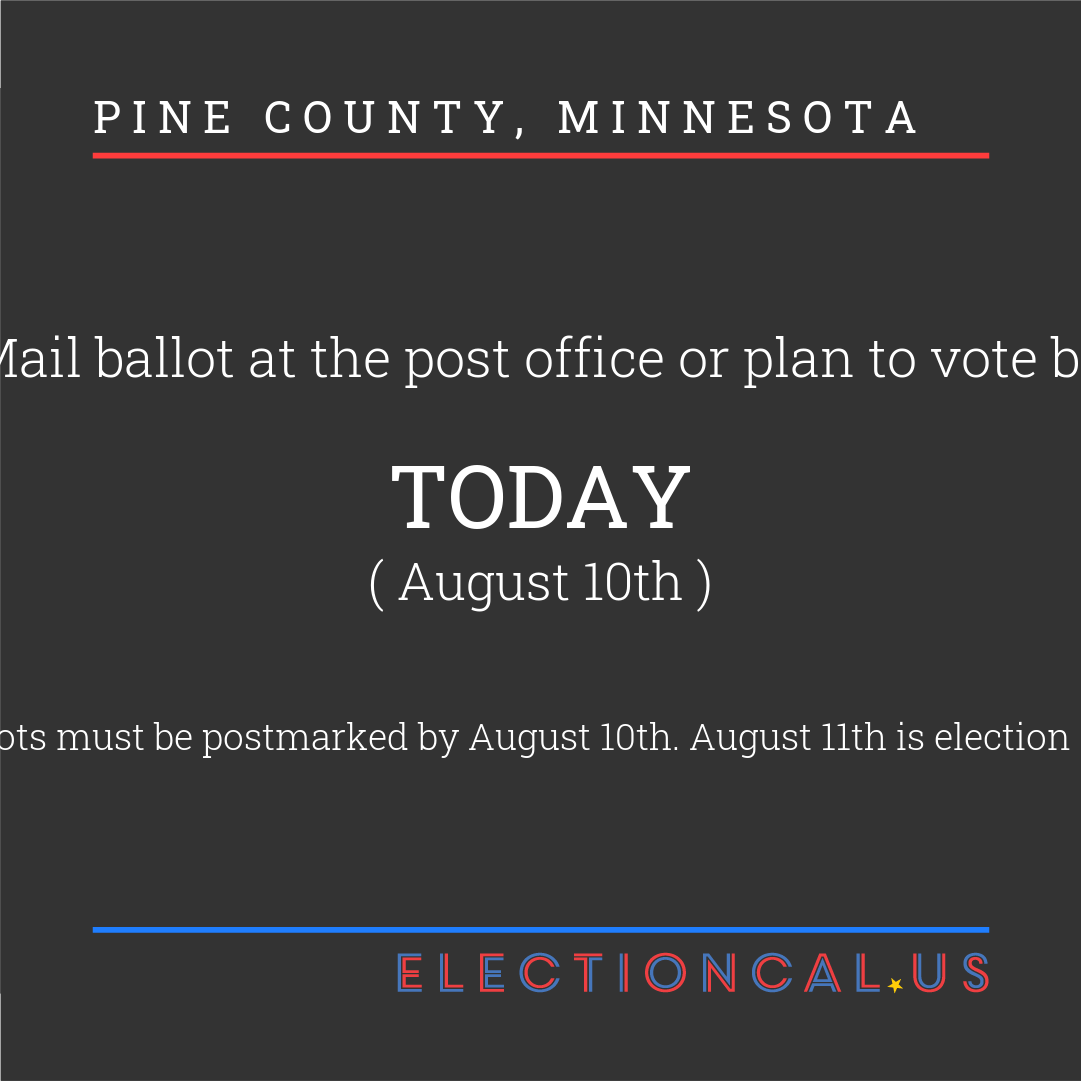 PINE COUNTY, MINNESOTA
Mail ballot at the post office or plan to vote b
TODAY
( August 10th )
ots must be postmarked by August 10th. August 11th is election
ELECTIONCAL.US